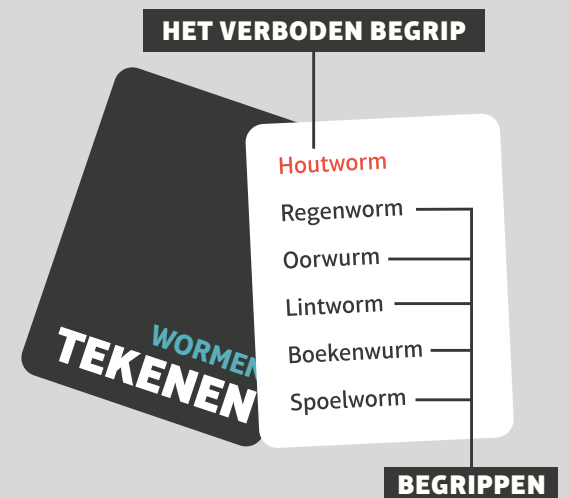 HET VERBODEN BEGRIP
Houtworm
Regenworm
Oorwurm
Lintworm
Boekenwurm
Spoelworm
WORMEN
TEKENEN
BEGRIPPEN